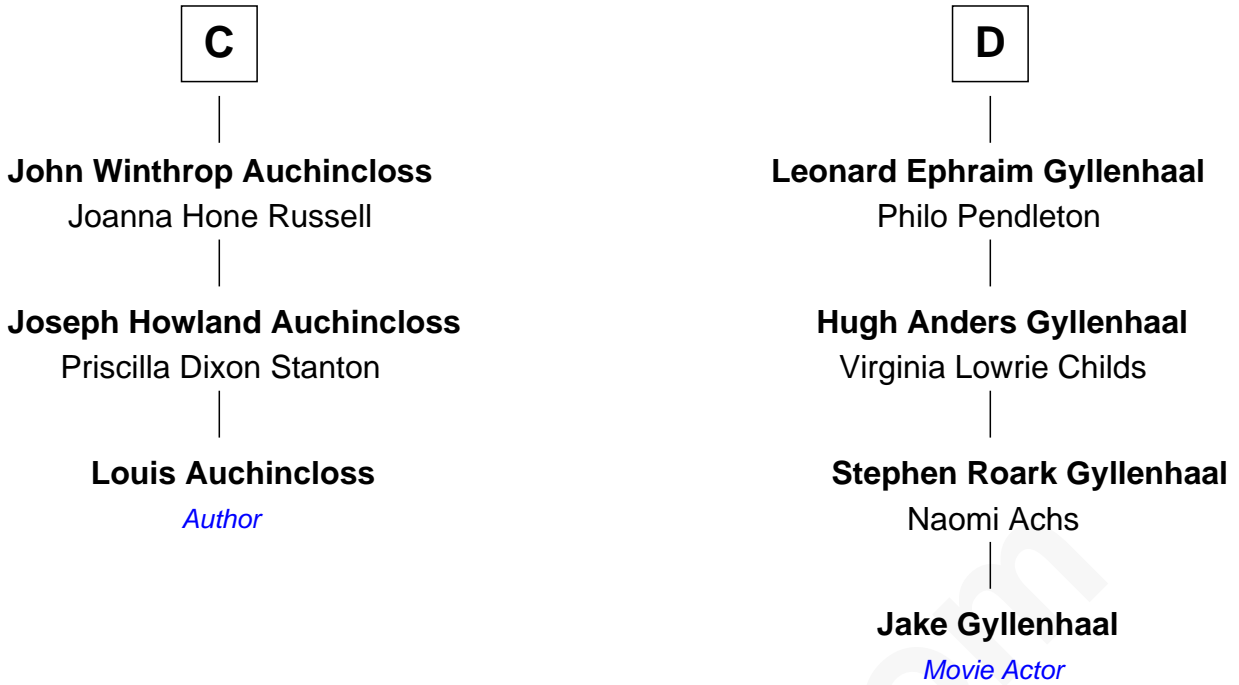 C
John Winthrop Auchincloss
Joanna Hone Russell
Joseph Howland Auchincloss
Priscilla Dixon Stanton
Louis Auchincloss
Author
D
Leonard Ephraim Gyllenhaal
Philo Pendleton
Hugh Anders Gyllenhaal
Virginia Lowrie Childs
Stephen Roark Gyllenhaal
Naomi Achs
Jake Gyllenhaal
Movie Actor